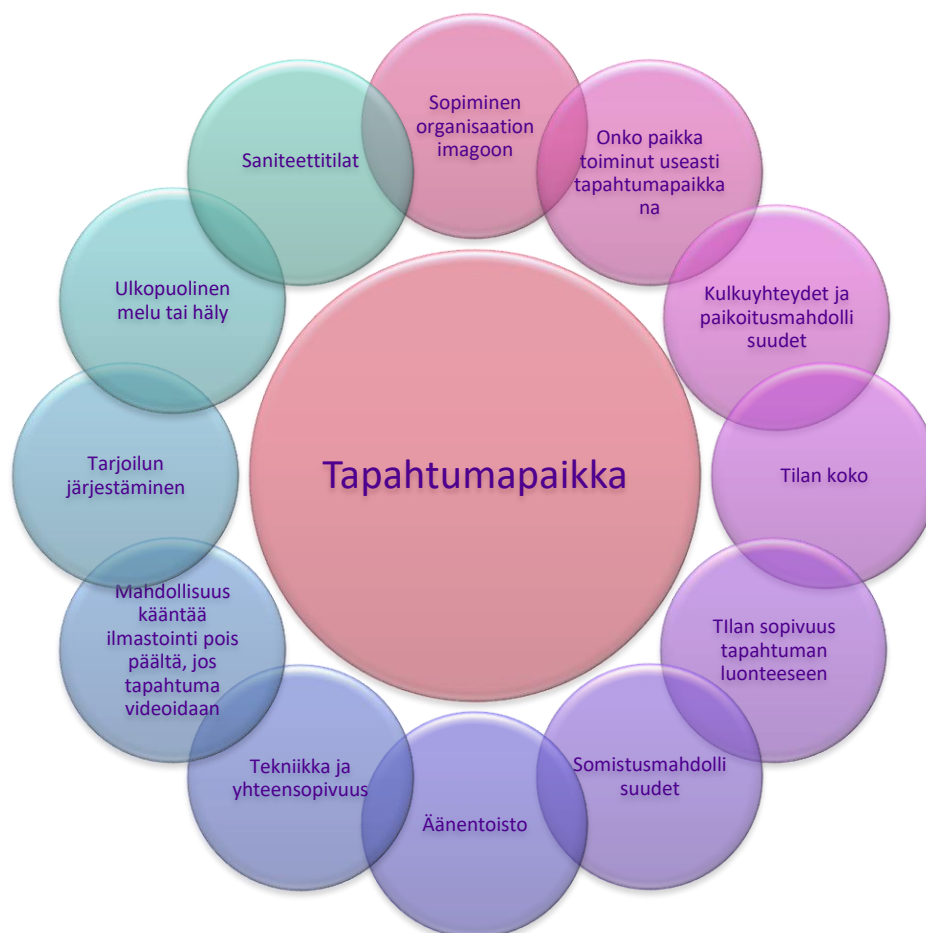 Sopiminen
organisaation
imagoon
Onko paikka
toiminut useasti
tapahtumapaikka
na
Kulkuyhteydet ja
paikoitusmahdolli
suudet
Tilan koko
TIlan sopivuus
tapahtuman
luonteeseen
Somistusmahdolli
suudet
Äänentoisto
Tekniikka ja
yhteensopivuus
Mahdollisuus
kääntää
ilmastointi pois
päältä, jos
tapahtuma
videoidaan
Tarjoilun
järjestäminen
Ulkopuolinen
melu tai häly
Saniteettitilat
Tapahtumapaikka